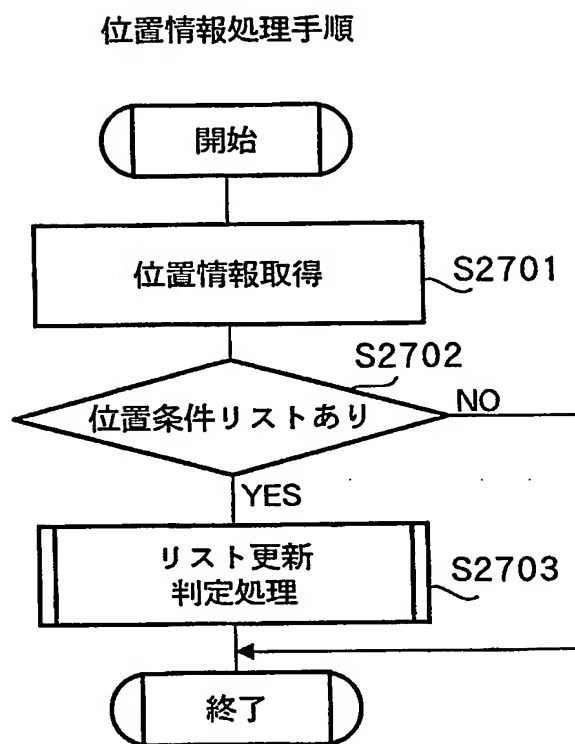 位置情報処理手順
開始
位置情報取得
S2701
S2702
位置条件リストあり
NO
YES
リスト更新
判定処理
S2703
終了